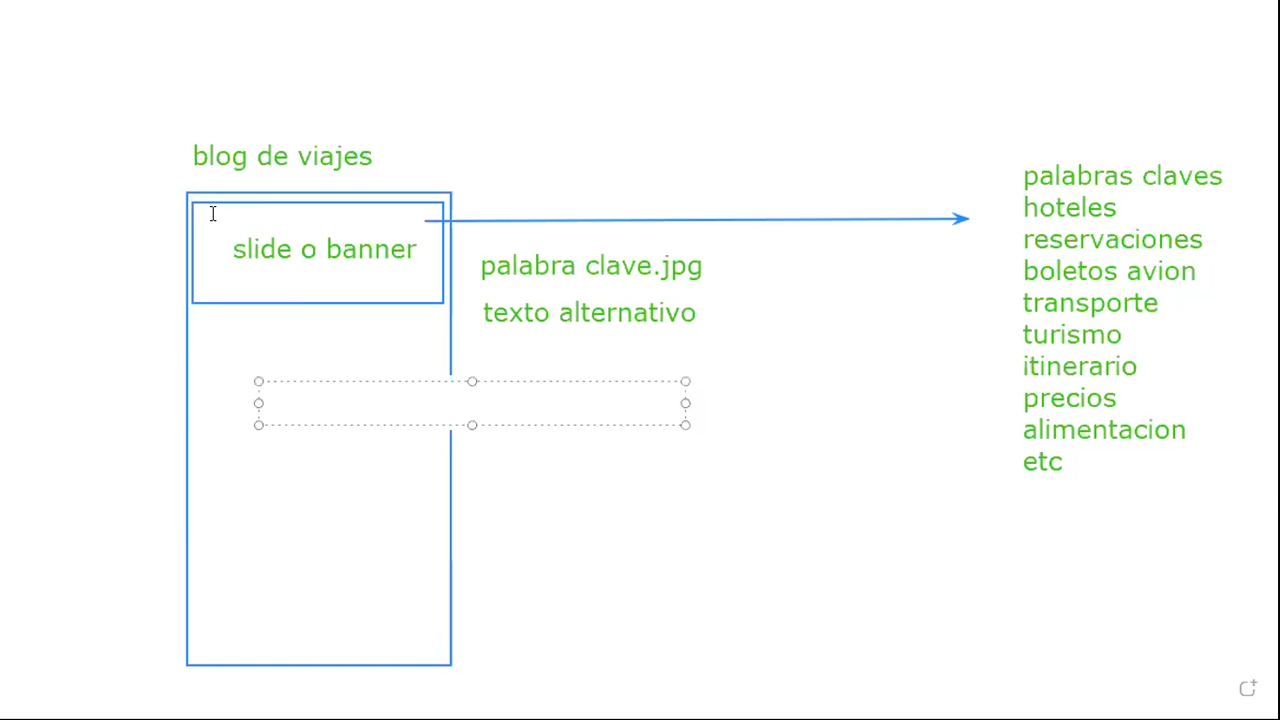 blog de viajes
slide o banner
palabra clave.jpg
texto alternativo
palabras claves
hoteles
reservaciones
boletos avion
transporte
turismo
itinerario
precios
alimentacion
etc